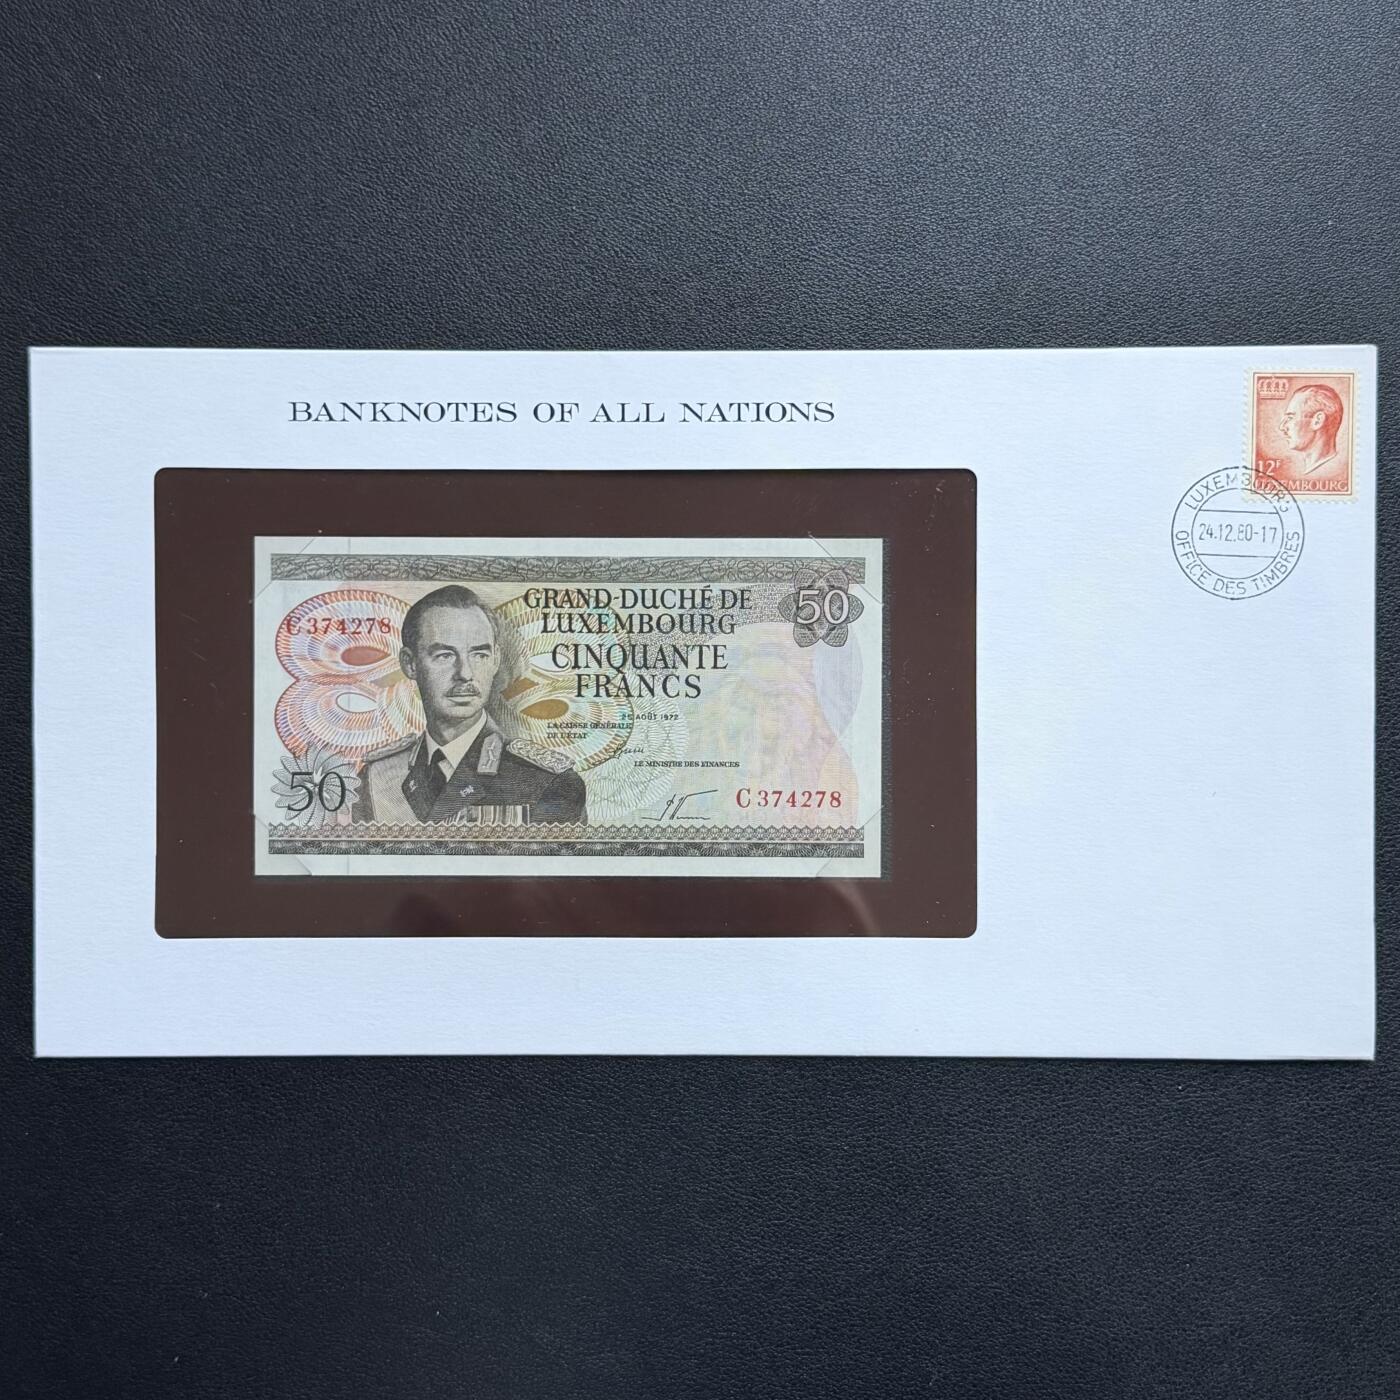 BANKNOTES OF ALL NATIONS
12F
LUXEMBOURG
LUXEMBOURG
24.12.80-17
OFFICE DES TIMBRES
GRAND-DUCHÉ DE
LUXEMBOURG
50
C 374278
CINQUANTE
FRANCS
25 AOÛT 1972
LA CAISSE GÉNÉRALE
DE L'ÉTAT
LE MINISTRE DES FINANCES
50
C 374278